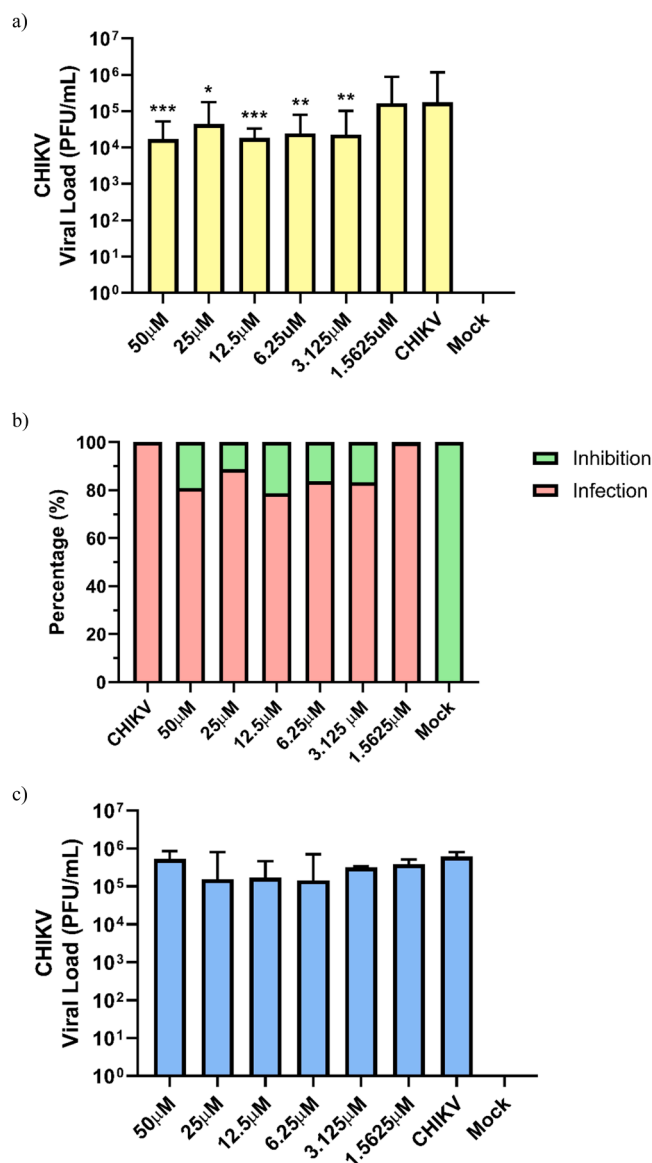 a)
CHIKV
Viral Load (PFU/mL)
10⁷
10⁶
10⁵
10⁴
10³
10²
10¹
10⁰
***
*
***
**
**
50μM
25μM
12.5μM
6.25uM
3.125μM
1.5625uM
CHIKV
Mock
b)
Percentage (%)
100
80
60
40
20
0
CHIKV
50μM
25μM
12.5μM
6.25μM
3.125 μM
1.5625μM
Mock
Inhibition
Infection
c)
CHIKV
Viral Load (PFU/mL)
10⁷
10⁶
10⁵
10⁴
10³
10²
10¹
10⁰
50μM
25μM
12.5μM
6.25μM
3.125μM
1.5625μM
CHIKV
Mock